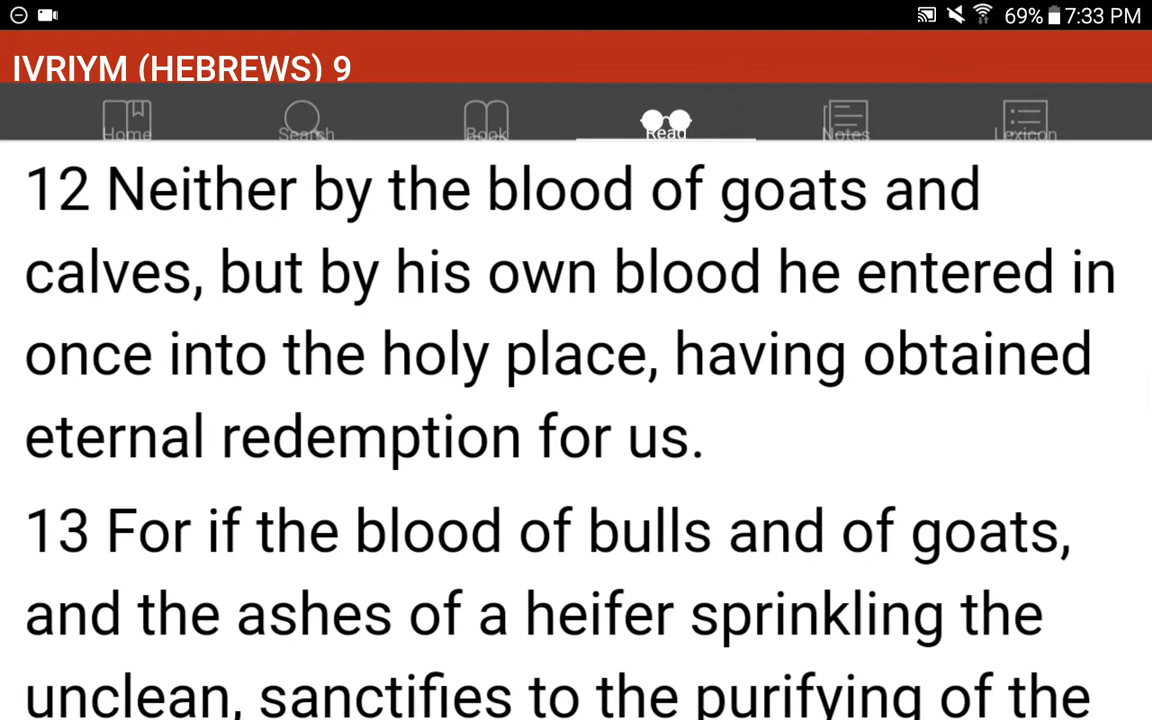 69% 7:33 PM
IVRIYM (HEBREWS) 9
Home Search Book Read Notes Lexicon
12 Neither by the blood of goats and
calves, but by his own blood he entered in
once into the holy place, having obtained
eternal redemption for us.
13 For if the blood of bulls and of goats,
and the ashes of a heifer sprinkling the
unclean, sanctifies to the purifying of the